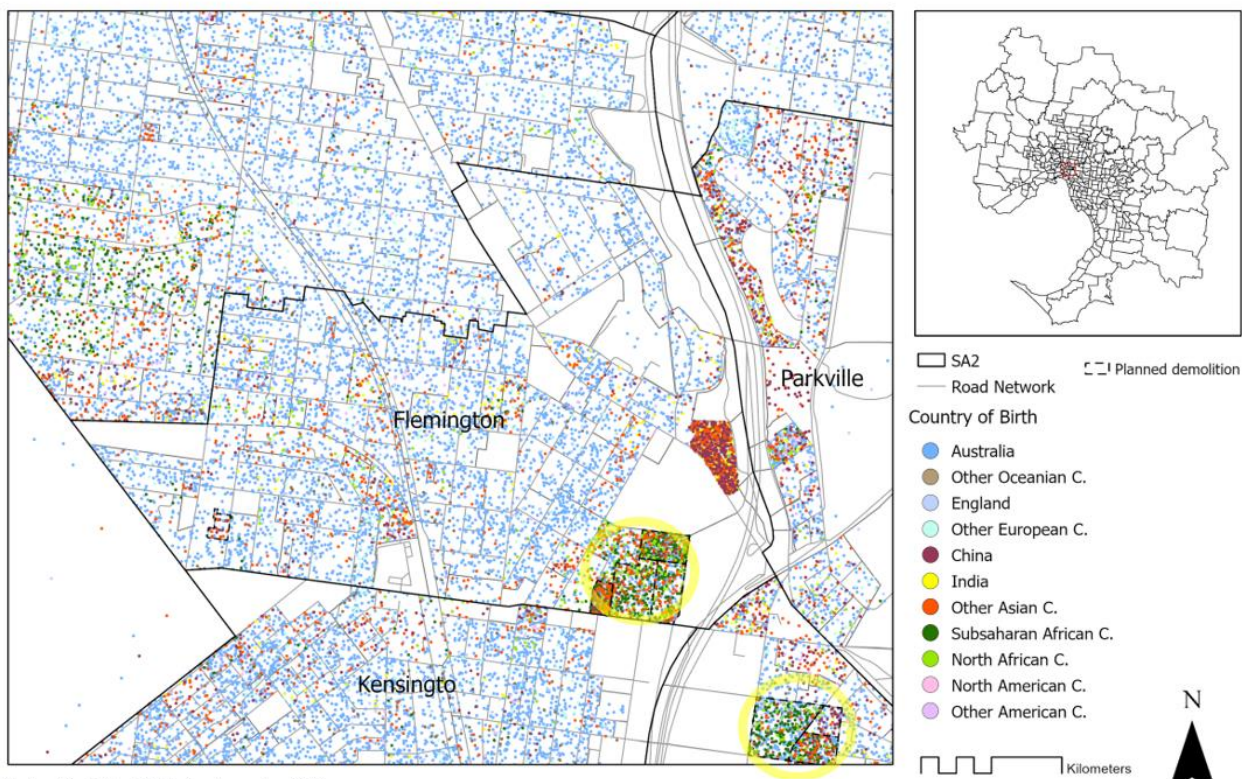 Parkville
Flemington
Kensingto
SA2
Planned demolition
Road Network
Country of Birth
Australia
Other Oceanian C.
England
Other European C.
China
India
Other Asian C.
Subsaharan African C.
North African C.
North American C.
Other American C.
N
Kilometers